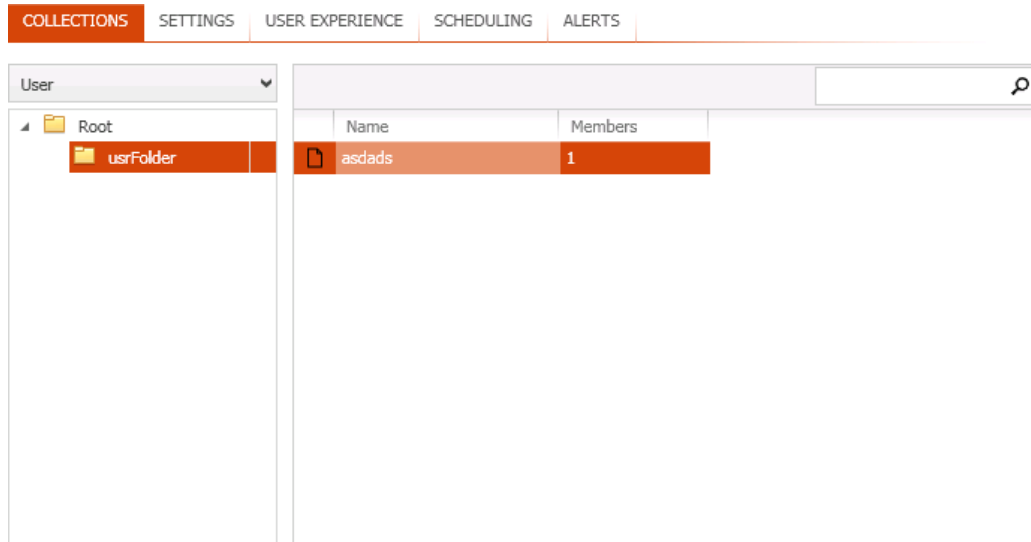 COLLECTIONS SETTINGS USER EXPERIENCE SCHEDULING ALERTS
User
Root
usrFolder
Name Members
asdads 1